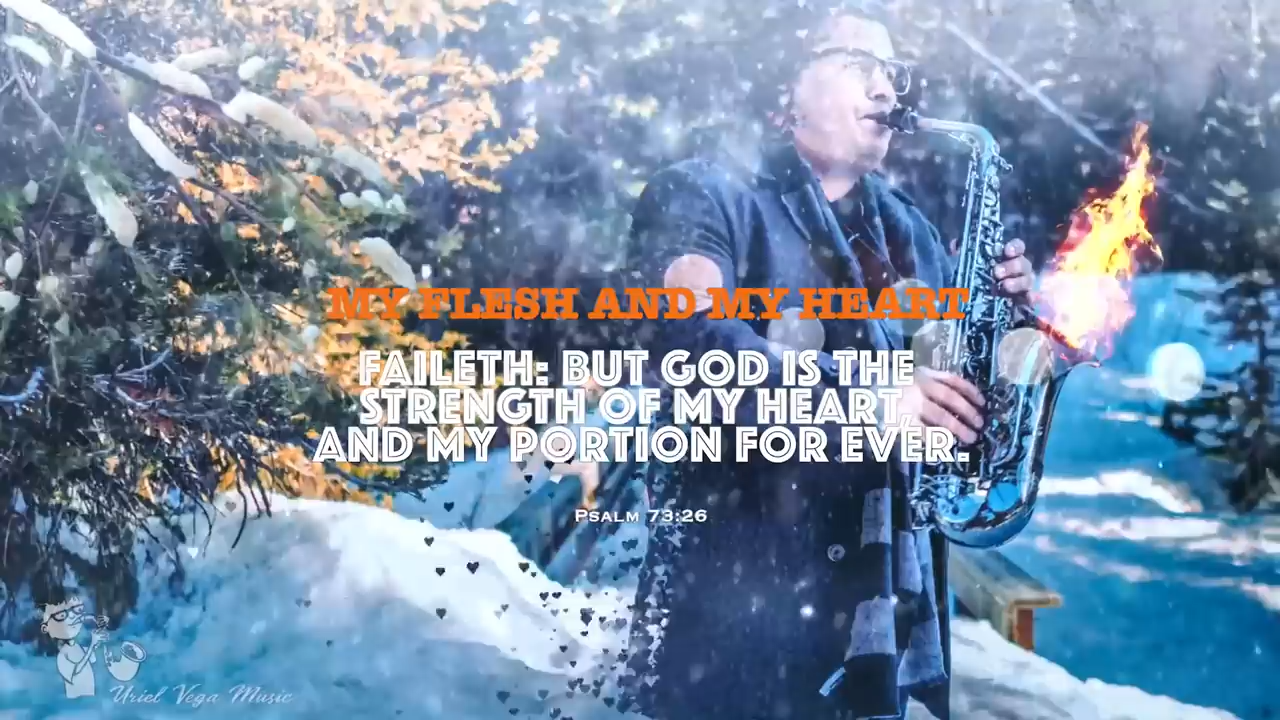 MY FLESH AND MY HEART
FAILETH: BUT GOD IS THE
STRENGTH OF MY HEART,
AND MY PORTION FOR EVER.
PSALM 73:26
Uriel Vega Music